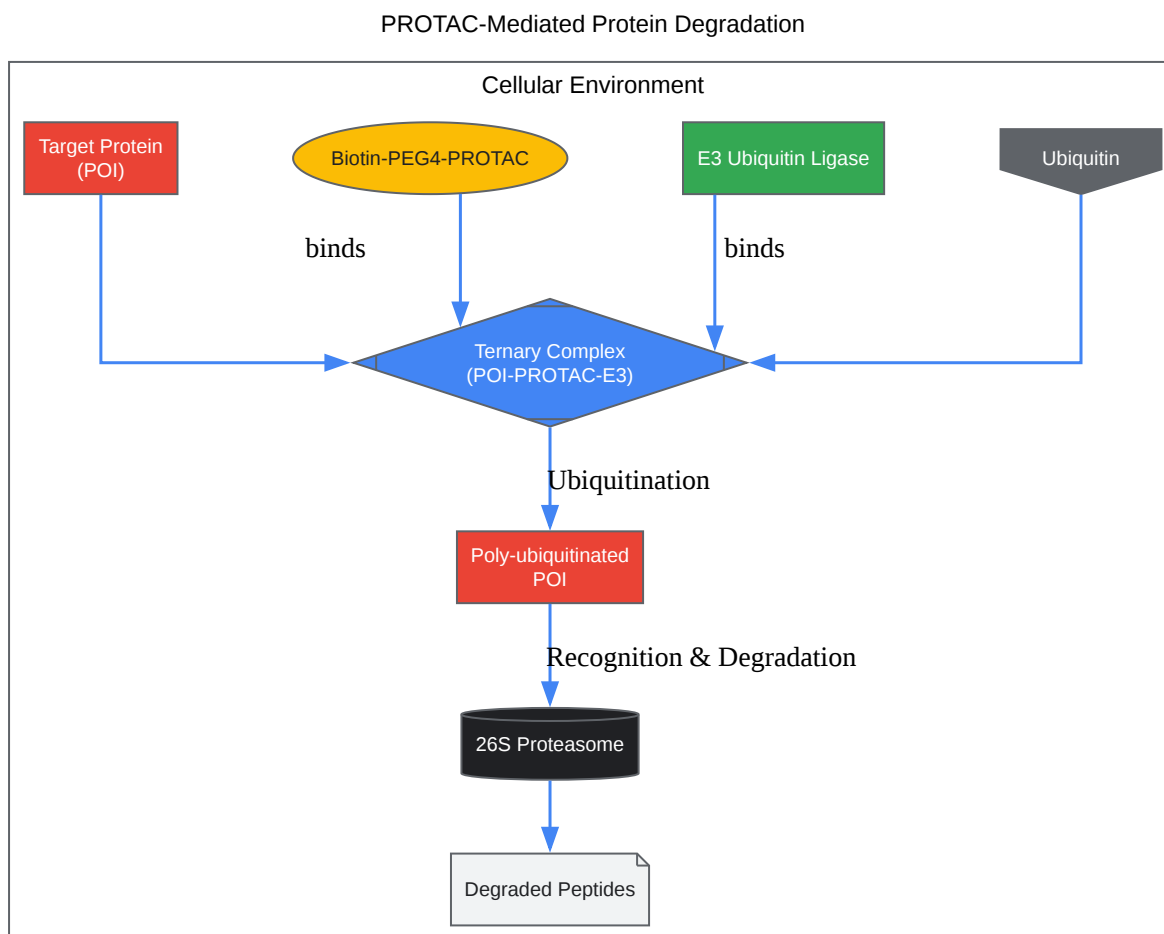 PROTAC-Mediated Protein Degradation
Cellular Environment
Target Protein
(POI)
Biotin-PEG4-PROTAC
E3 Ubiquitin Ligase
Ubiquitin
binds
binds
Ternary Complex
(POI-PROTAC-E3)
Ubiquitination
Poly-ubiquitinated
POI
Recognition & Degradation
26S Proteasome
Degraded Peptides